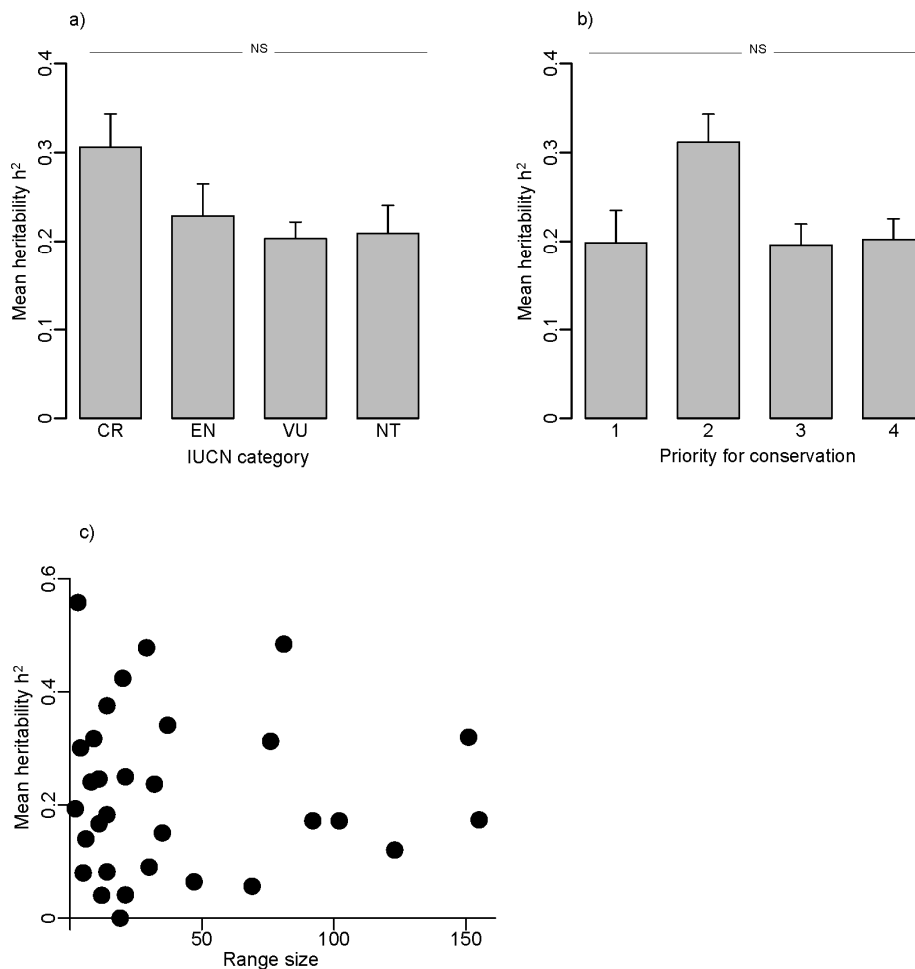 a)
NS
Mean heritability h²
0.4
0.3
0.2
0.1
0
CR EN VU NT
IUCN category
b)
NS
Mean heritability h²
0.4
0.3
0.2
0.1
0
1 2 3 4
Priority for conservation
c)
Mean heritability h²
0.6
0.4
0.2
0
50 100 150
Range size